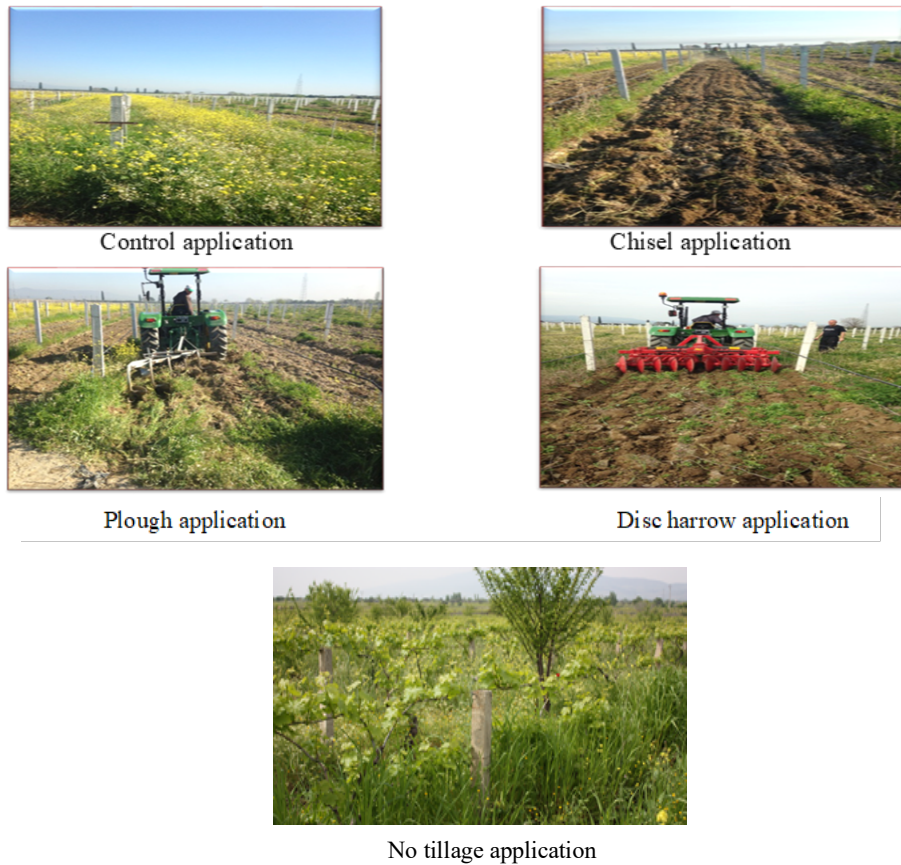 Control application
Chisel application
Plough application
Disc harrow application
No tillage application